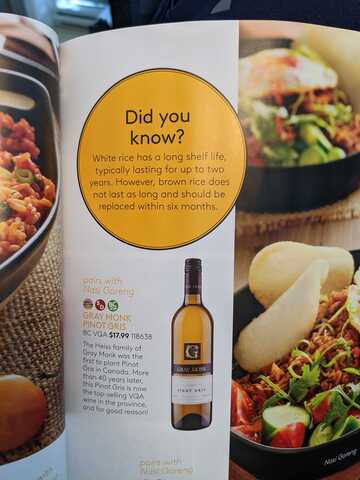 Did you
know?
White rice has a long shelf life,
typically lasting for up to two
years. However, brown rice does
not last as long and should be
replaced within six months.
pairs with
Nasi Goreng
GRAY MONK
PINOT GRIS
BC VQA $17.99 118638
The Heiss family of
Gray Monk was the
first to plant Pinot
Gris in Canada. More
than 40 years later,
this Pinot Gris is now
the top-selling VQA
wine in the province,
and for good reason!
G
GRAY MONK
PINOT GRIS
Nasi Goreng
pairs with
Nasi Goreng